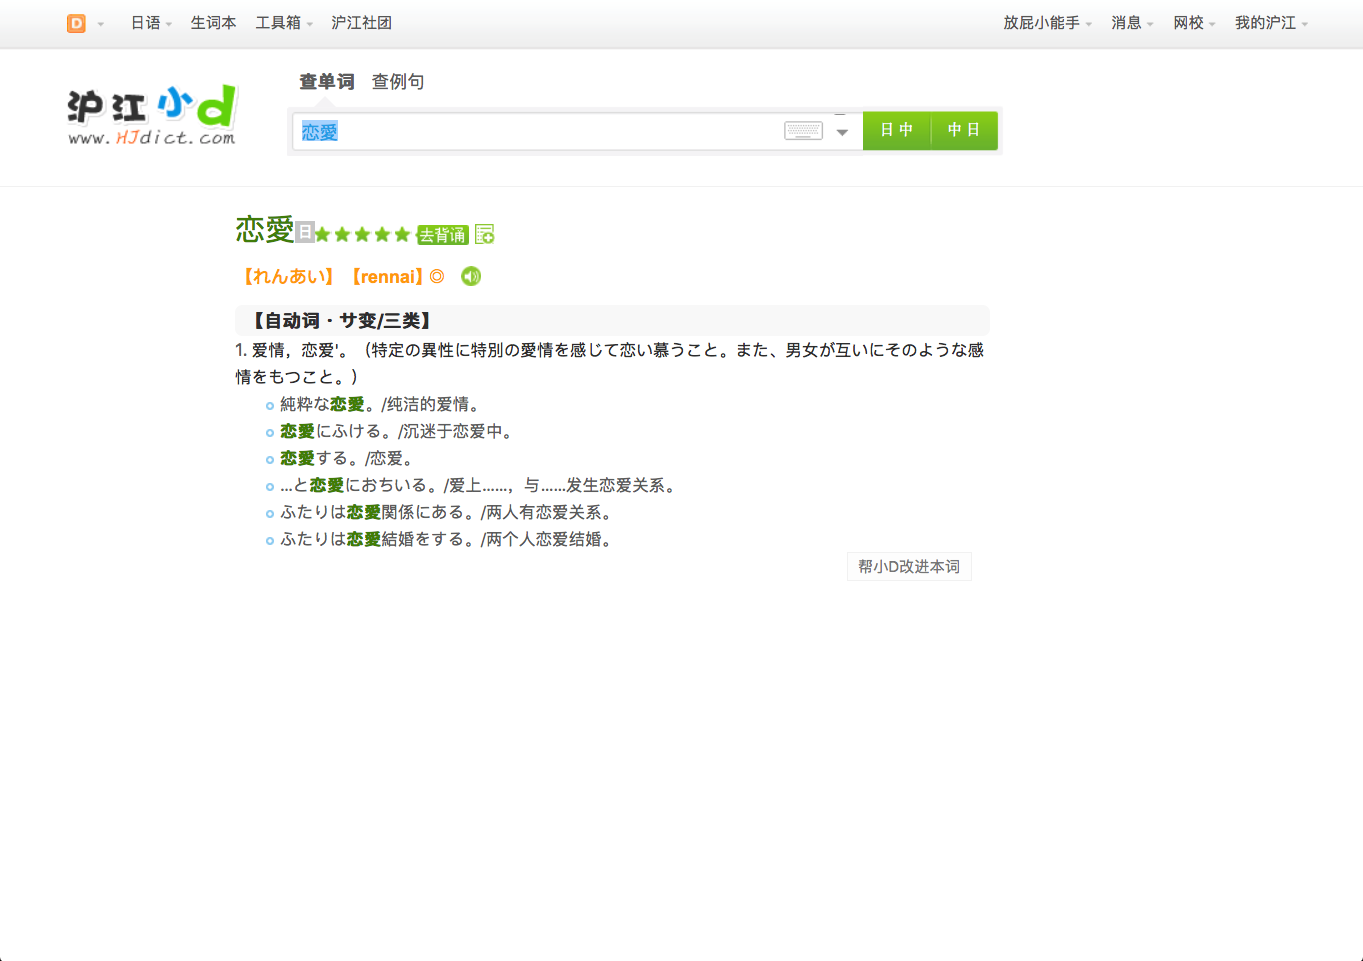 D 日语 生词本 工具箱 沪江社团 放屁小能手 消息 网校 我的沪江
沪江小d
www.HJdict.com
查单词 查例句
恋愛 日中 中日
恋愛 日 去背诵
【れんあい】 【rennai】◎
【自动词・サ变/三类】
1. 爱情，恋爱'。（特定の異性に特別の愛情を感じて恋い慕うこと。また、男女が互いにそのような感
情をもつこと。）
純粋な恋愛。/纯洁的爱情。
恋愛にふける。/沉迷于恋爱中。
恋愛する。/恋爱。
…と恋愛におちいる。/爱上……，与……发生恋爱关系。
ふたりは恋愛関係にある。/两人有恋爱关系。
ふたりは恋愛結婚をする。/两个人恋爱结婚。
帮小D改进本词